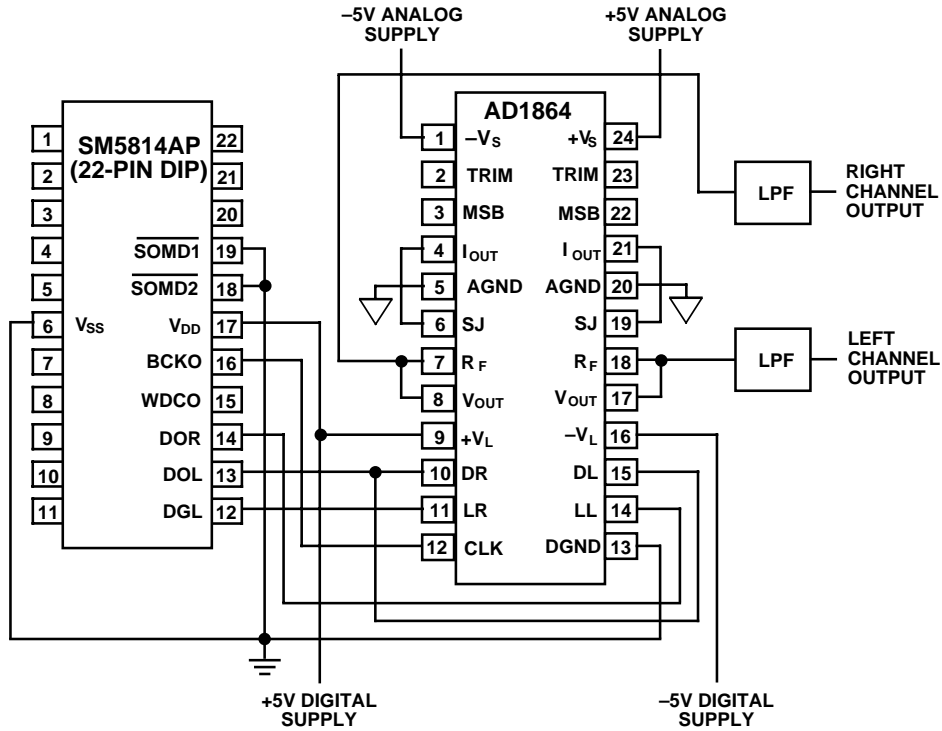 –5V ANALOG
SUPPLY
+5V ANALOG
SUPPLY
SM5814AP
(22-PIN DIP)
1
2
3
4
5
6
7
8
9
10
11
22
21
20
19
18
17
16
15
14
13
12
SOMD1
SOMD2
VSS
VDD
BCKO
WDCO
DOR
DOL
DGL
AD1864
1 –VS
2 TRIM
3 MSB
4 IOUT
5 AGND
6 SJ
7 RF
8 VOUT
9 +VL
10 DR
11 LR
12 CLK
+VS 24
TRIM 23
MSB 22
IOUT 21
AGND 20
SJ 19
RF 18
VOUT 17
–VL 16
DL 15
LL 14
DGND 13
LPF
RIGHT
CHANNEL
OUTPUT
LPF
LEFT
CHANNEL
OUTPUT
+5V DIGITAL
SUPPLY
–5V DIGITAL
SUPPLY